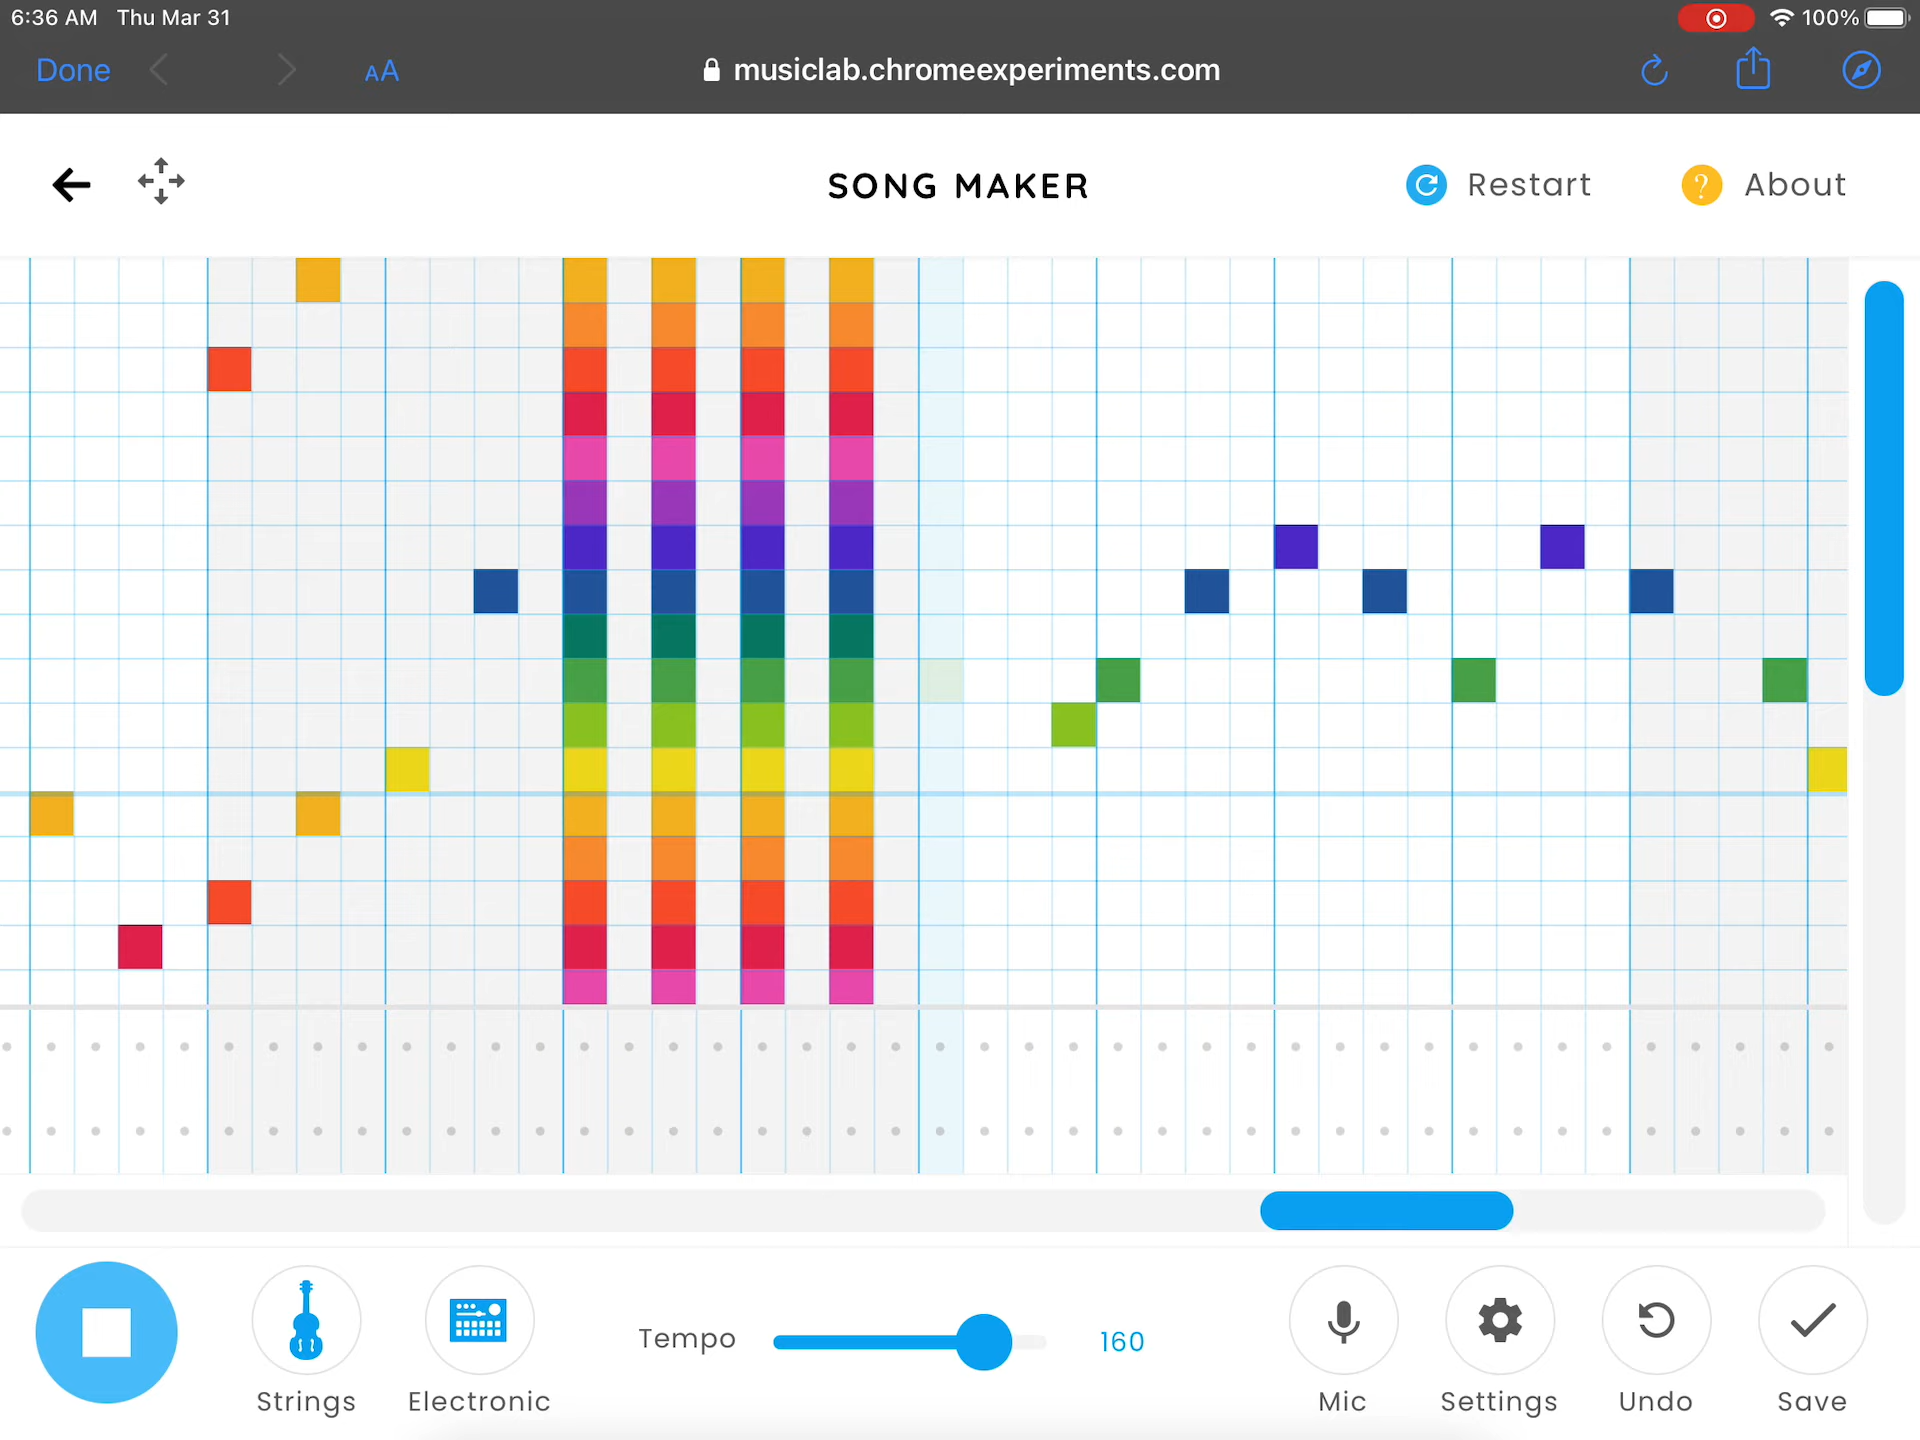 6:36 AM Thu Mar 31 100%
Done AA musiclab.chromeexperiments.com
SONG MAKER Restart ? About
Tempo 160
Strings Electronic Mic Settings Undo Save